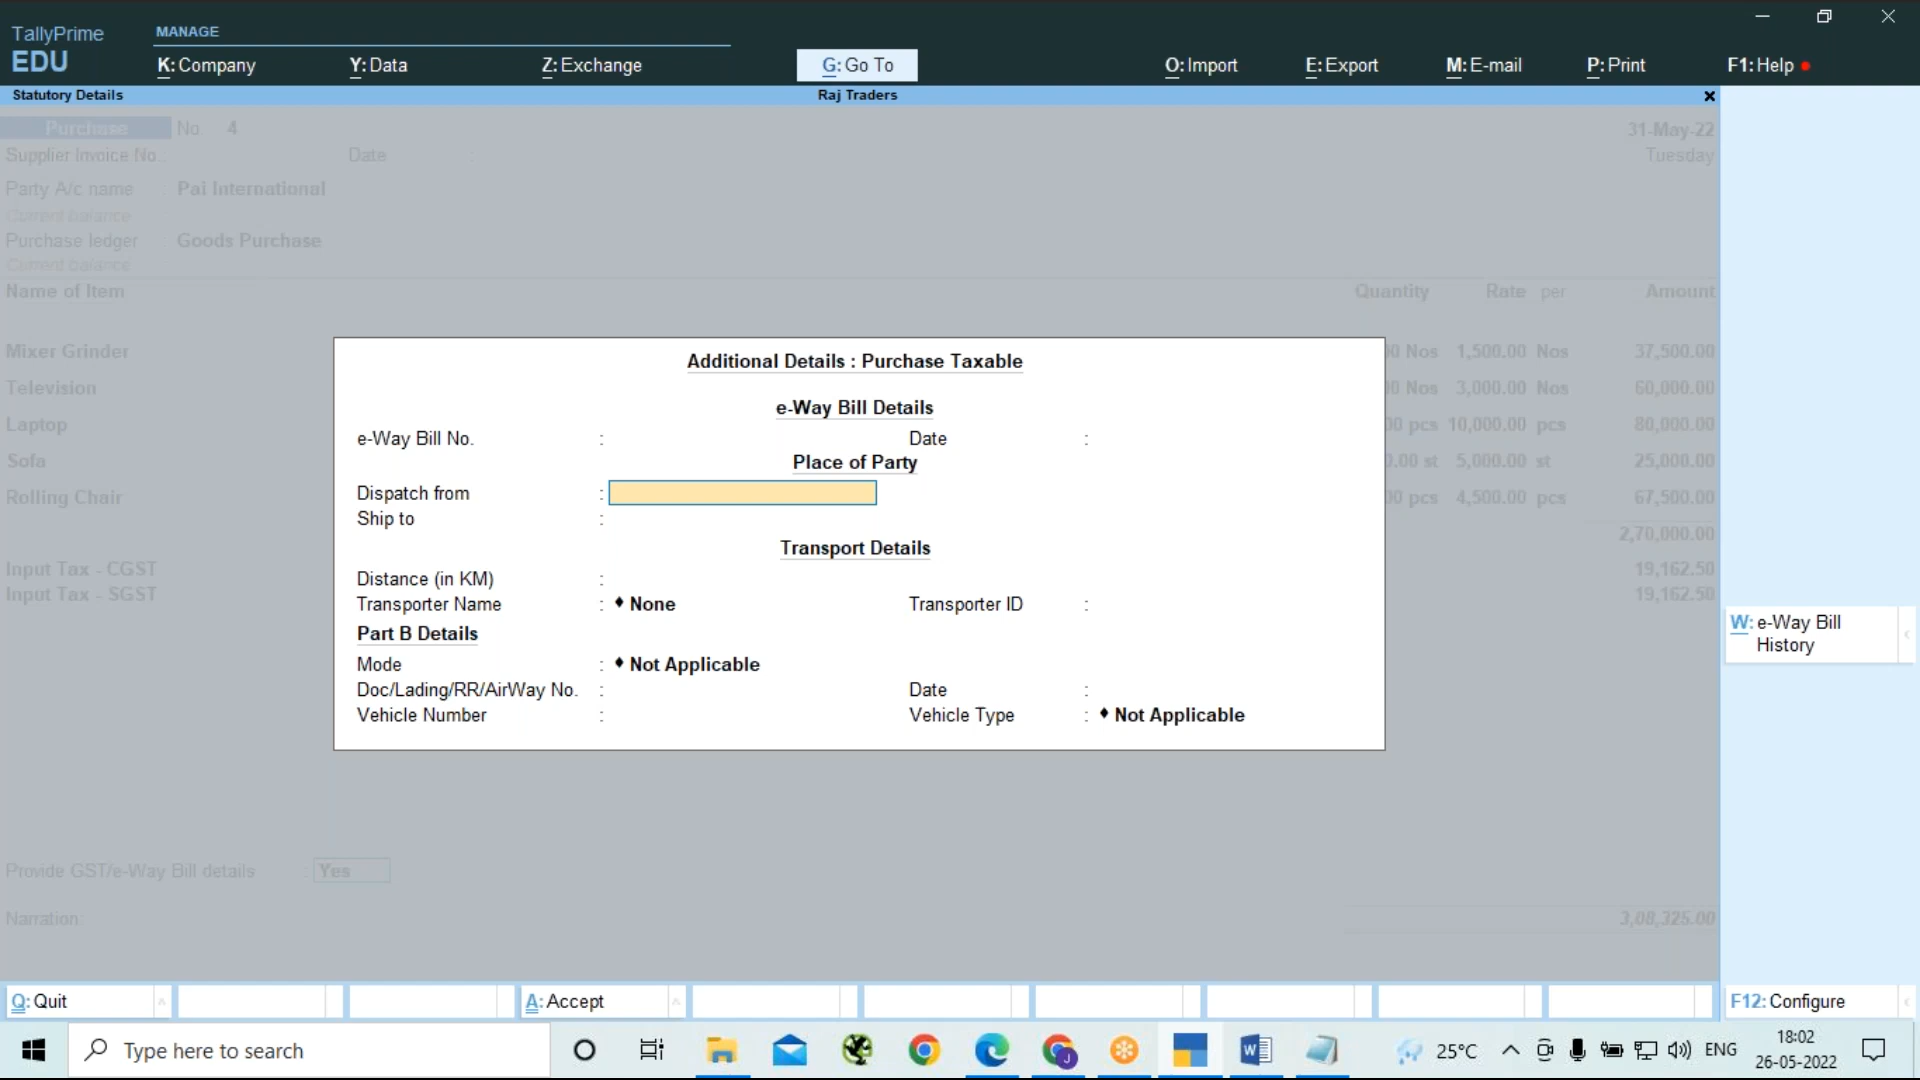 TallyPrime
EDU
MANAGE
K: Company
Y: Data
Z: Exchange
G: Go To
O: Import
E: Export
M: E-mail
P: Print
F1: Help
Statutory Details
Raj Traders
Purchase No. 4
31-May-22
Supplier Invoice No.:
Date :
Tuesday
Party A/c name : Pai International
Current balance
Purchase ledger : Goods Purchase
Current balance
Name of Item
Quantity Rate per Amount
Mixer Grinder
00 Nos 1,500.00 Nos 37,500.00
Television
00 Nos 3,000.00 Nos 60,000.00
Laptop
00 pcs 10,000.00 pcs 80,000.00
Sofa
0.00 st 5,000.00 st 25,000.00
Rolling Chair
00 pcs 4,500.00 pcs 67,500.00
2,70,000.00
Input Tax - CGST
19,162.50
Input Tax - SGST
19,162.50
Additional Details : Purchase Taxable
e-Way Bill Details
e-Way Bill No. :
Date :
Place of Party
Dispatch from :
Ship to :
Transport Details
Distance (in KM) :
Transporter Name : ♦ None
Transporter ID :
Part B Details
Mode : ♦ Not Applicable
Doc/Lading/RR/AirWay No. :
Date :
Vehicle Number :
Vehicle Type : ♦ Not Applicable
W: e-Way Bill
History
Provide GST/e-Way Bill details : Yes
Narration:
3,08,325.00
Q: Quit
A: Accept
F12: Configure
Type here to search
25°C
ENG
18:02
26-05-2022